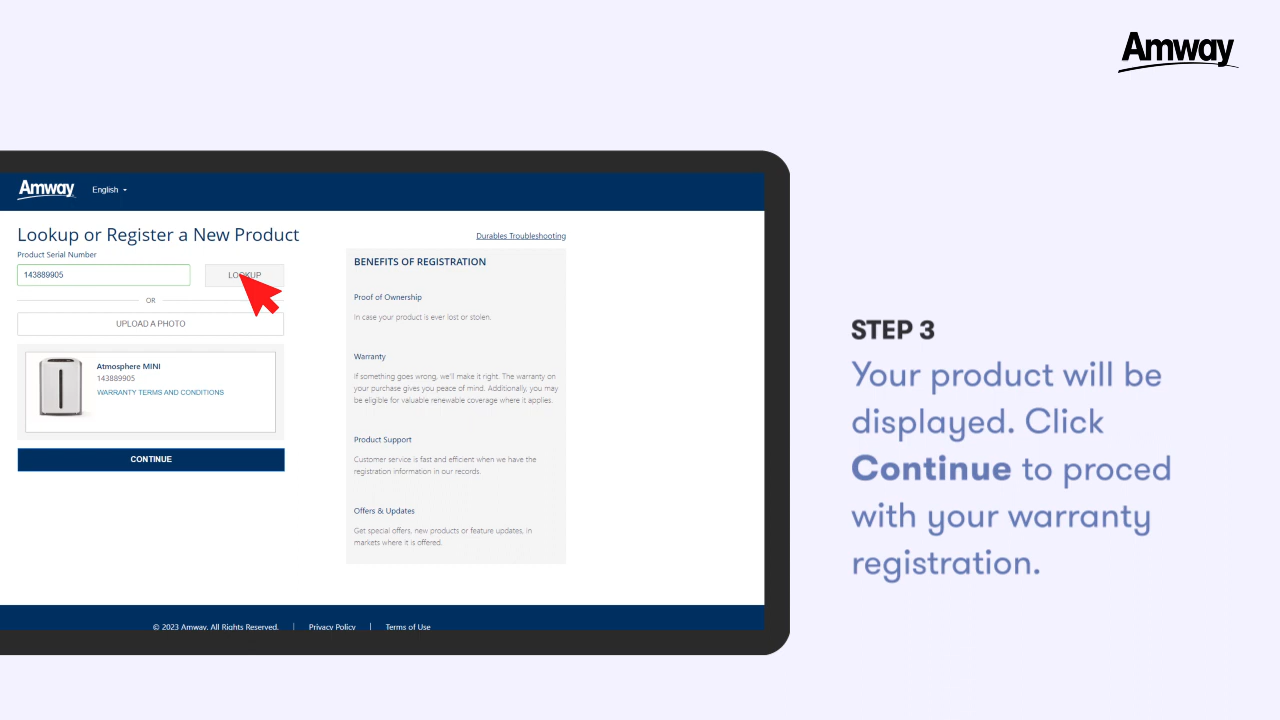 Amway
Amway English
Lookup or Register a New Product
Product Serial Number
143889905
LOOKUP
OR
UPLOAD A PHOTO
Atmosphere MINI
143889905
WARRANTY TERMS AND CONDITIONS
CONTINUE
Durables Troubleshooting
BENEFITS OF REGISTRATION
Proof of Ownership
In case your product is ever lost or stolen.
Warranty
If something goes wrong, we'll make it right. The warranty on
your purchase gives you peace of mind. Additionally, you may
be eligible for valuable renewable coverage where it applies.
Product Support
Customer service is fast and efficient when we have the
registration information in our records.
Offers & Updates
Get special offers, new products or feature updates, in
markets where it is offered.
© 2023 Amway. All Rights Reserved. | Privacy Policy | Terms of Use
STEP 3
Your product will be
displayed. Click
Continue to proced
with your warranty
registration.